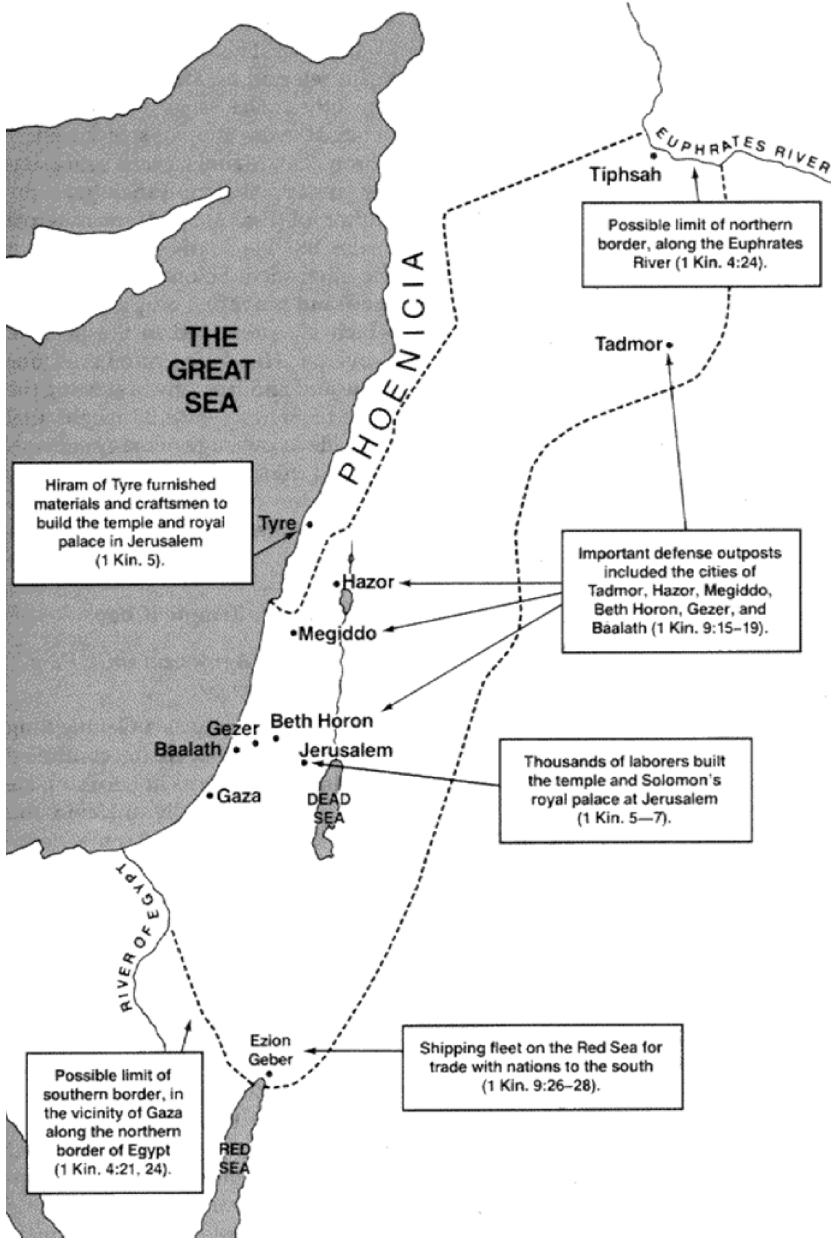 EUPHRATES RIVER
Tiphsah
Possible limit of northern
border, along the Euphrates
River (1 Kin. 4:24).
PHOENICIA
THE
GREAT
SEA
Tadmor
Hiram of Tyre furnished
materials and craftsmen to
build the temple and royal
palace in Jerusalem
(1 Kin. 5).
Tyre
Hazor
Important defense outposts
included the cities of
Tadmor, Hazor, Megiddo,
Beth Horon, Gezer, and
Baalath (1 Kin. 9:15–19).
Megiddo
Beth Horon
Gezer
Baalath
Jerusalem
Thousands of laborers built
the temple and Solomon's
royal palace at Jerusalem
(1 Kin. 5—7).
Gaza
DEAD
SEA
RIVER OF EGYPT
Ezion
Geber
Shipping fleet on the Red Sea for
trade with nations to the south
(1 Kin. 9:26–28).
Possible limit of
southern border, in
the vicinity of Gaza
along the northern
border of Egypt
(1 Kin. 4:21, 24).
RED
SEA